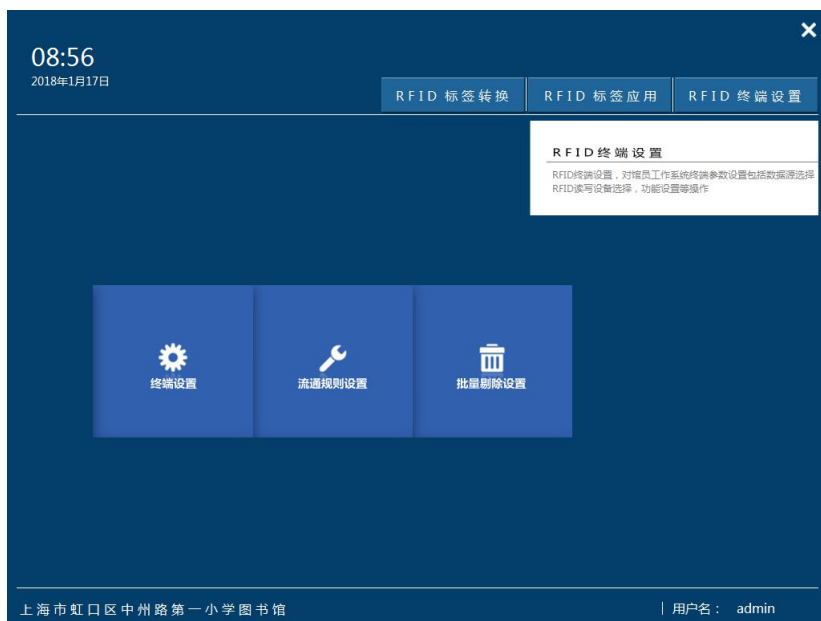 08:56
2018年1月17日
RFID 标签转换
RFID 标签应用
RFID 终端设置
RFID终端设置
RFID终端设置，对馆员工作系统终端参数设置包括数据源选择
RFID读写设备选择，功能设置等操作
终端设置
流通规则设置
批量剔除设置
上海市虹口区中州路第一小学图书馆
用户名： admin